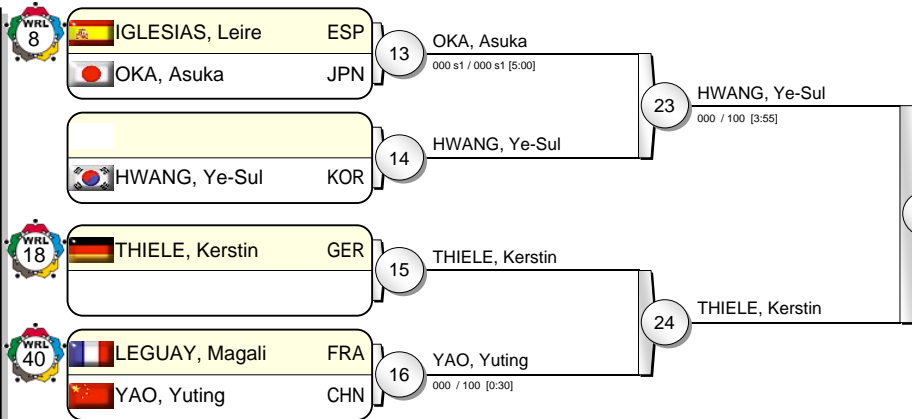 WRL
8
IGLESIAS, Leire ESP
OKA, Asuka JPN
13
OKA, Asuka
000 s1 / 000 s1 [5:00]
HWANG, Ye-Sul KOR
14
HWANG, Ye-Sul
23
HWANG, Ye-Sul
000 / 100 [3:55]
WRL
18
THIELE, Kerstin GER
15
THIELE, Kerstin
WRL
40
LEGUAY, Magali FRA
YAO, Yuting CHN
16
YAO, Yuting
000 / 100 [0:30]
24
THIELE, Kerstin